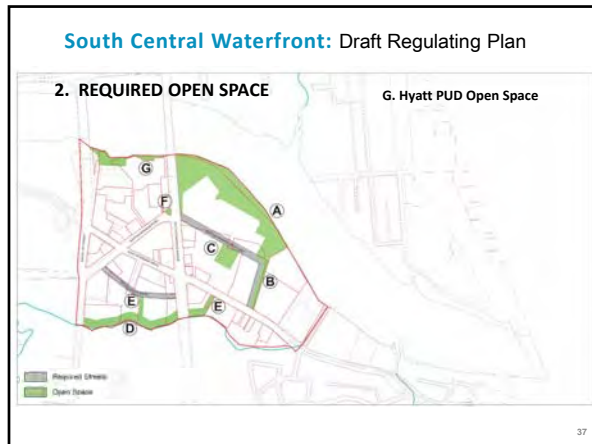 South Central Waterfront: Draft Regulating Plan
2. REQUIRED OPEN SPACE
G. Hyatt PUD Open Space
G
F
A
C
B
E
E
D
Required Streets
Open Space
37